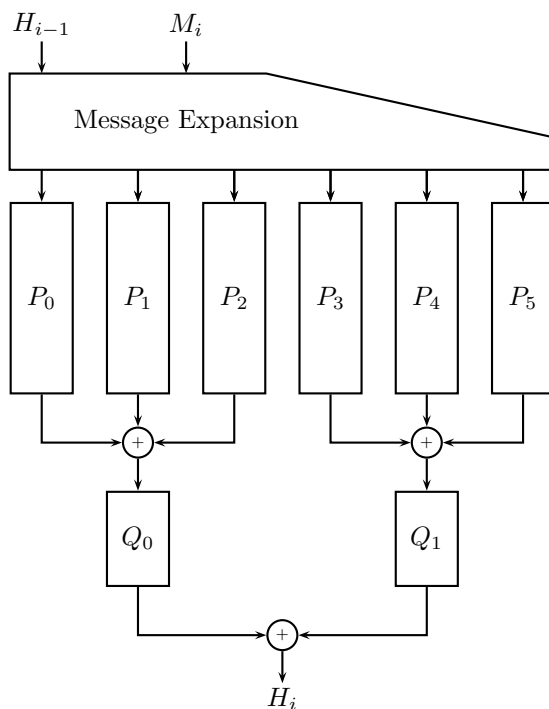 H_{i−1} M_i
Message Expansion
P_0 P_1 P_2 P_3 P_4 P_5
+ +
Q_0 Q_1
+
H_i